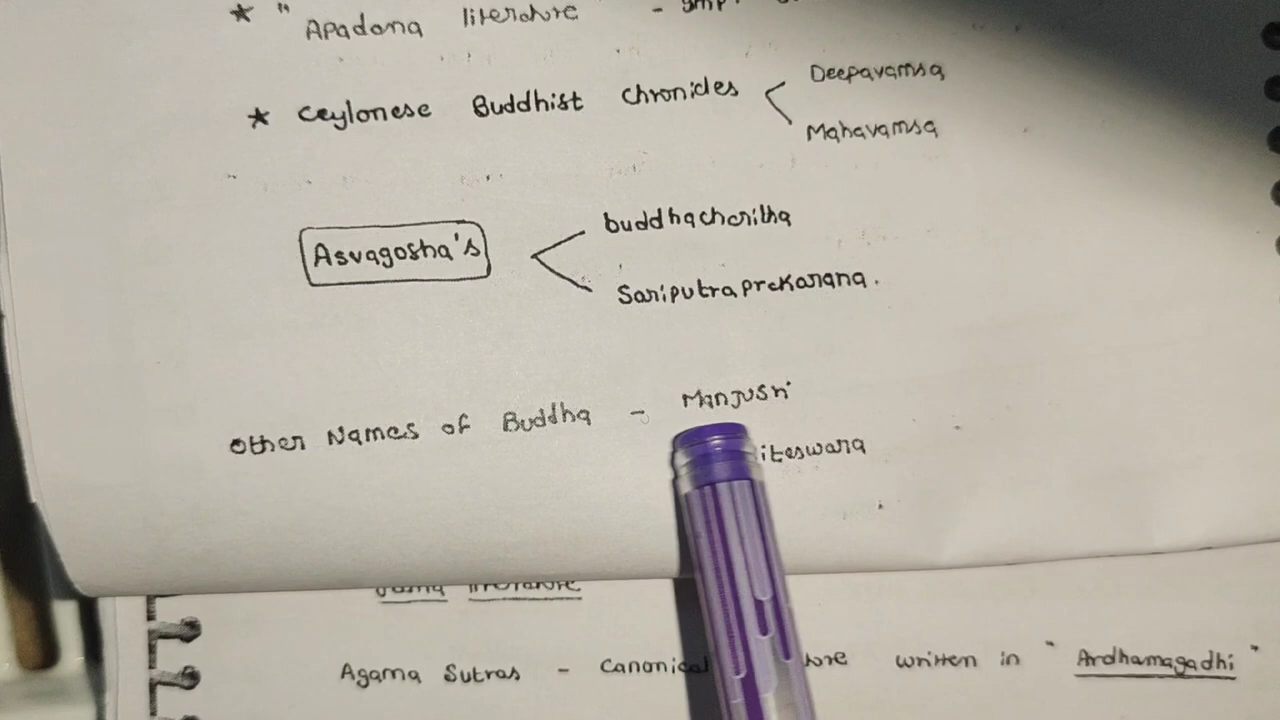 * " Apadana literature -
* Ceylonese Buddhist Chronicles
Deepavamsa
Mahavamsa
Asvagosha's
buddhacharitha
Sariputraprakarana.
Other Names of Buddha - Manjusri
iteswara
Agama Sutras - Canonical written in "Ardhamagadhi"